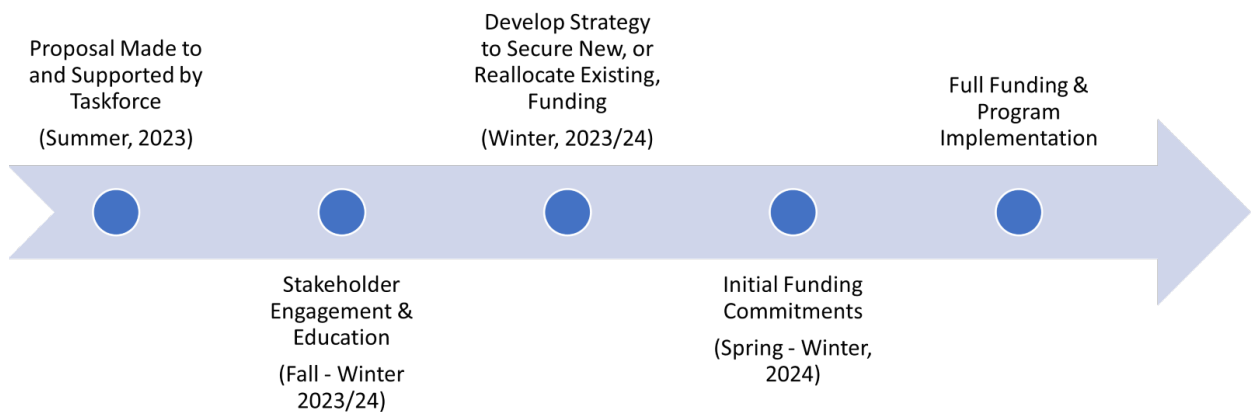 Proposal Made to
and Supported by
Taskforce
(Summer, 2023)
Stakeholder
Engagement &
Education
(Fall - Winter
2023/24)
Develop Strategy
to Secure New, or
Reallocate Existing,
Funding
(Winter, 2023/24)
Initial Funding
Commitments
(Spring - Winter,
2024)
Full Funding &
Program
Implementation